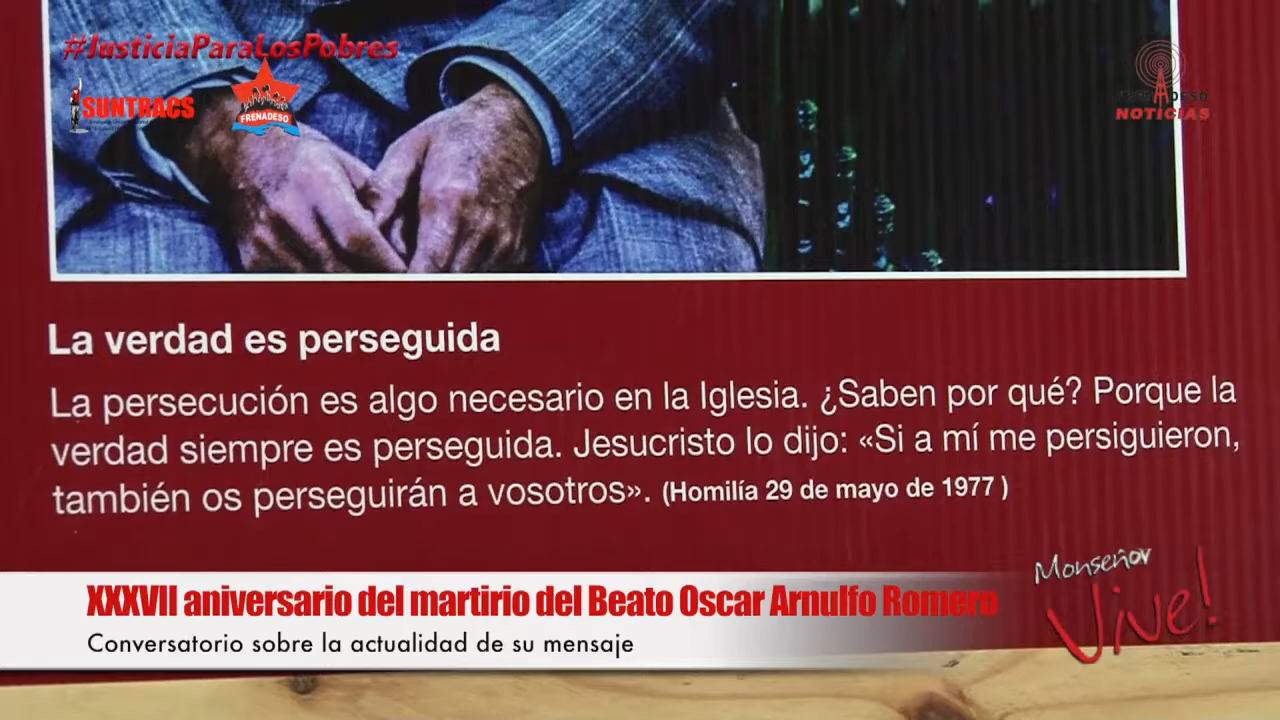 #JusticiaParaLosPobres
SUNTRACS
FRENADESO
FRENADESO
NOTICIAS
La verdad es perseguida
La persecución es algo necesario en la Iglesia. ¿Saben por qué? Porque la
verdad siempre es perseguida. Jesucristo lo dijo: «Si a mí me persiguieron,
también os perseguirán a vosotros». (Homilía 29 de mayo de 1977 )
XXXVII aniversario del martirio del Beato Oscar Arnulfo Romero
Conversatorio sobre la actualidad de su mensaje
Monseñor
Vive!